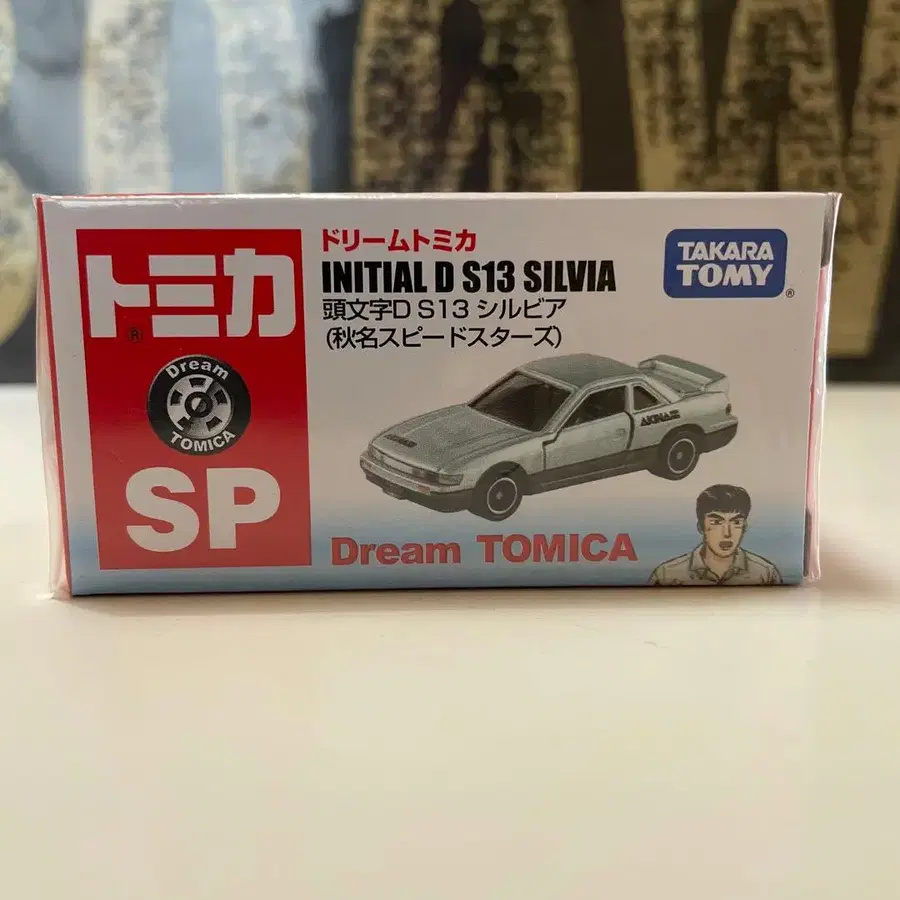 トミカ®
Dream
TOMICA
SP
ドリームトミカ
INITIAL D S13 SILVIA
頭文字D S13 シルビア
(秋名スピードスターズ)
TAKARA
TOMY®
Dream TOMICA